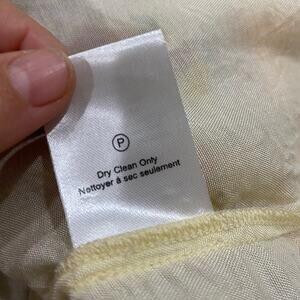 P
Dry Clean Only
Nettoyer à sec seulement